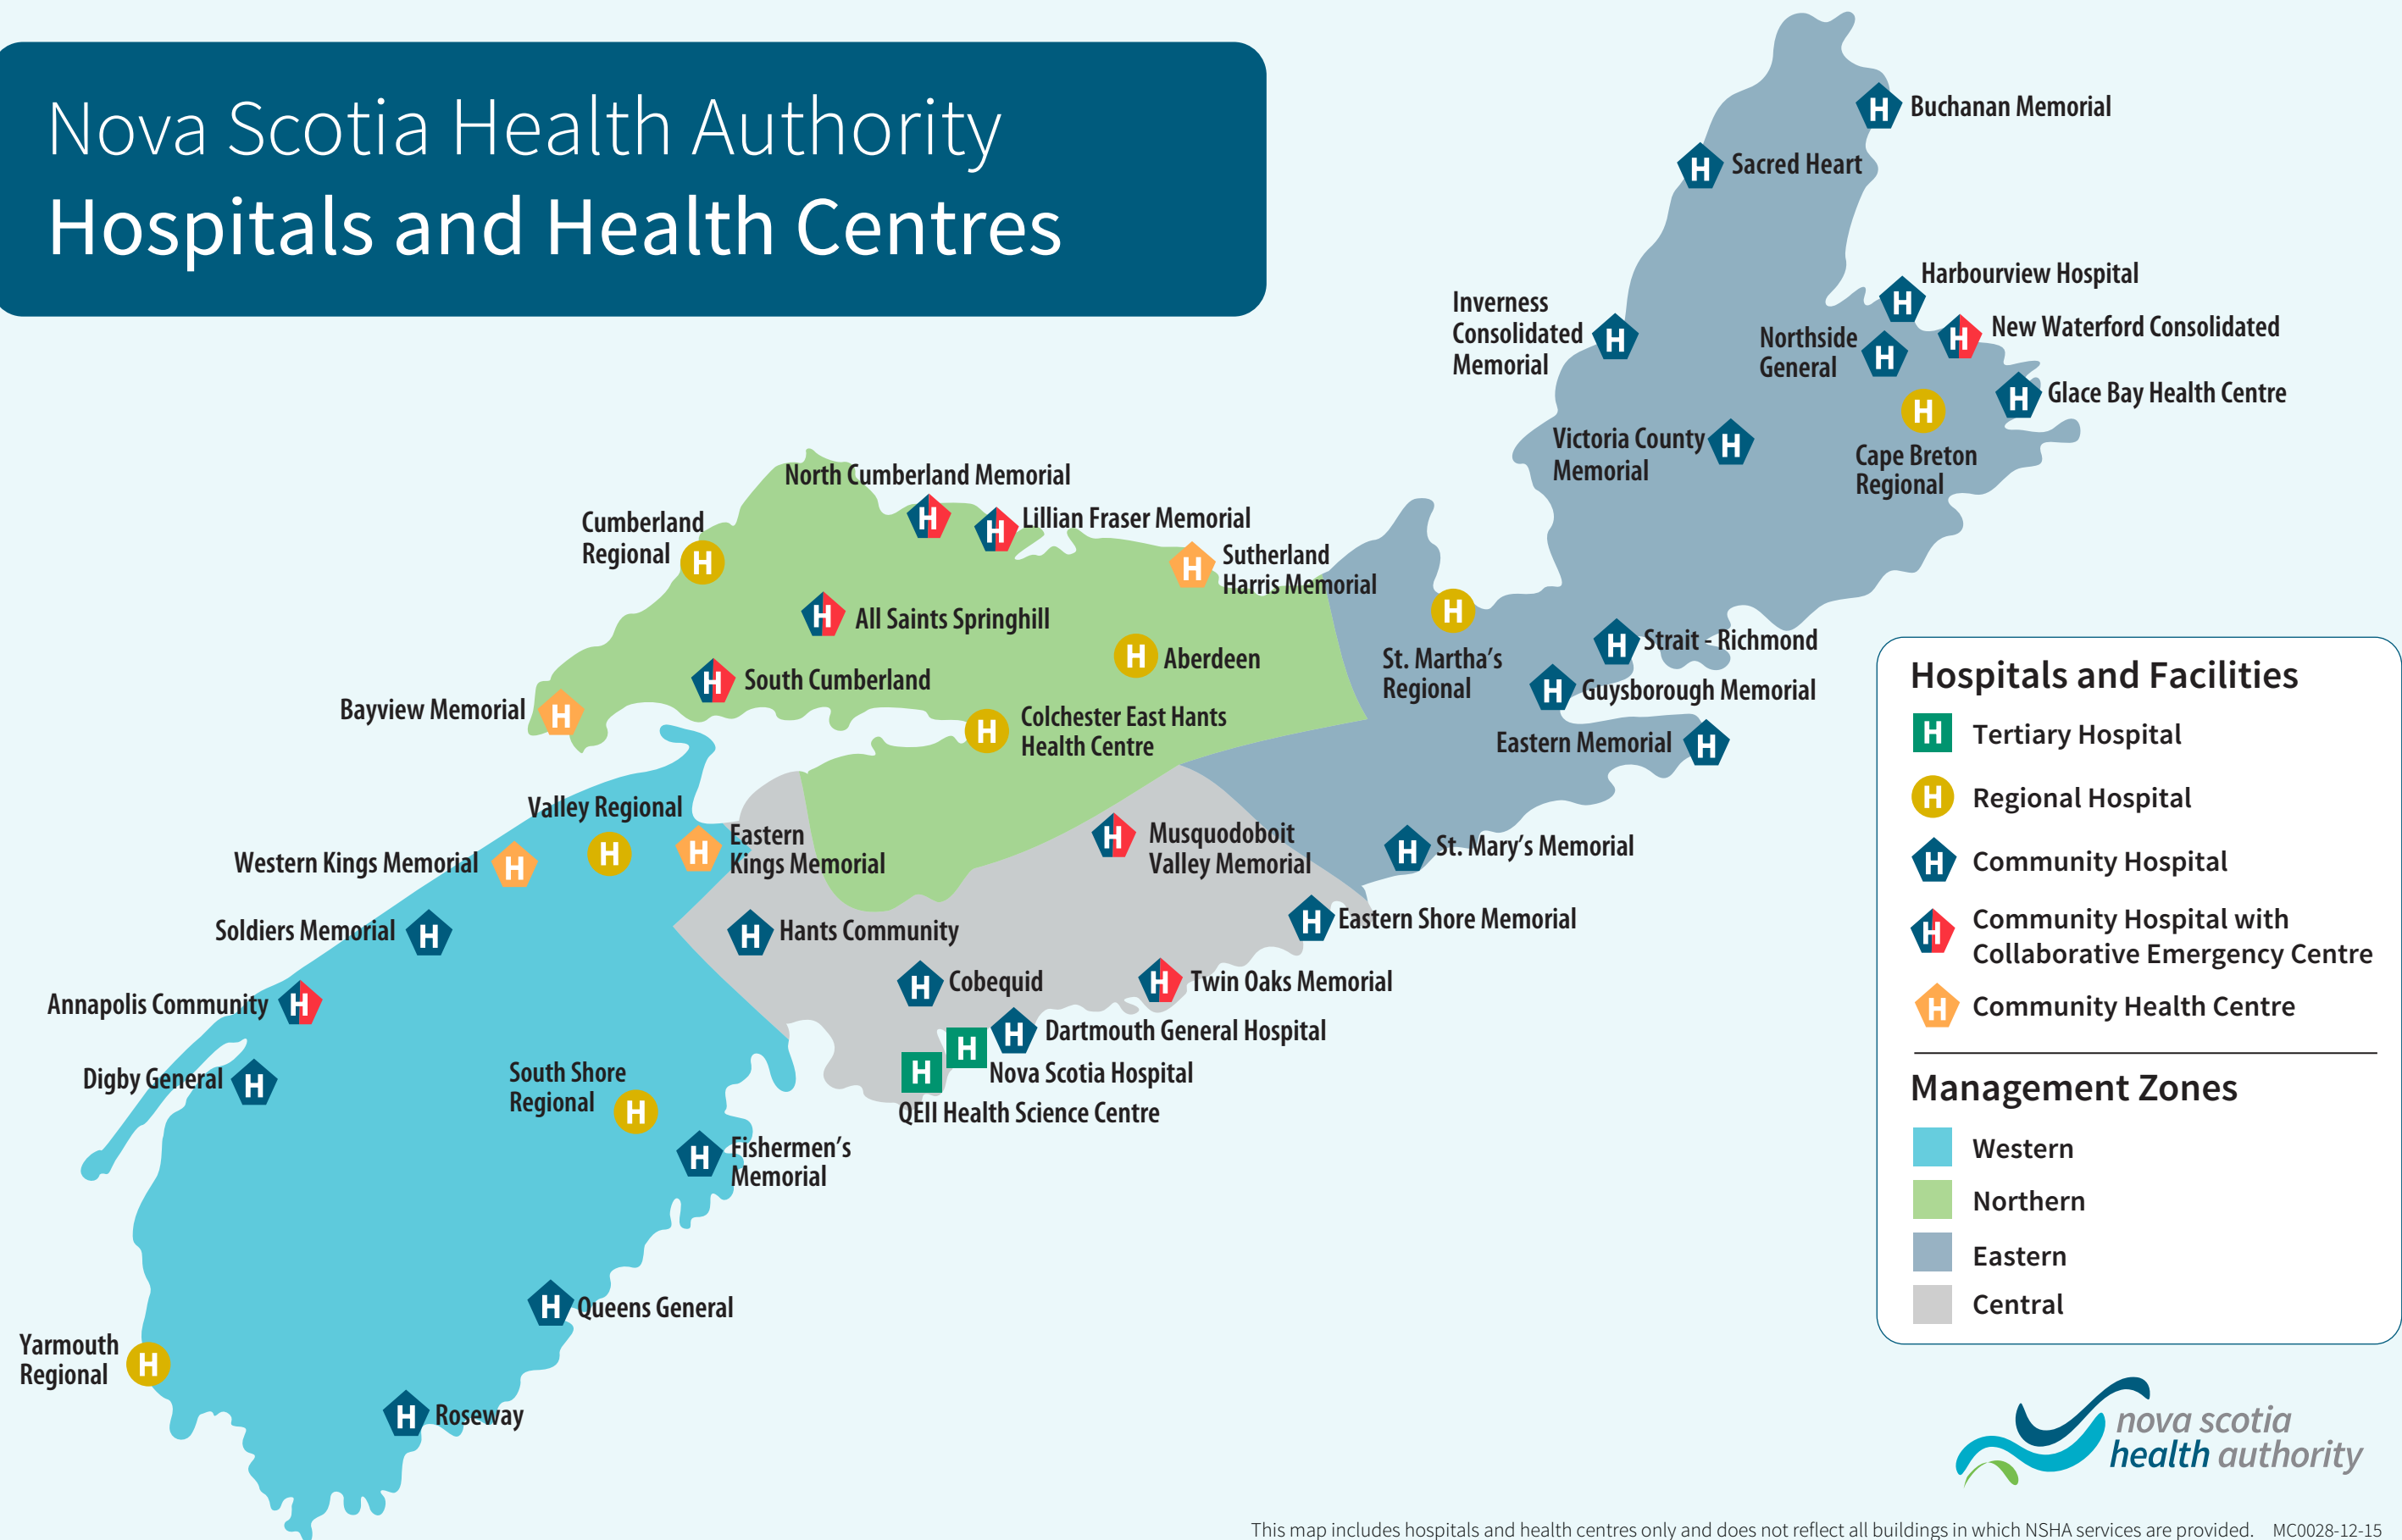 Nova Scotia Health Authority
Hospitals and Health Centres
H Buchanan Memorial
H Sacred Heart
Harbourview Hospital
H
Inverness
Consolidated
Memorial
H
Northside
General
H
H New Waterford Consolidated
H Glace Bay Health Centre
H
Cape Breton
Regional
Victoria County
Memorial
H
North Cumberland Memorial
H
H Lillian Fraser Memorial
Cumberland
Regional
H
H Sutherland
Harris Memorial
H All Saints Springhill
H Aberdeen
H
St. Martha's
Regional
H Strait - Richmond
H South Cumberland
H Guysborough Memorial
Bayview Memorial H
H Colchester East Hants
Health Centre
Eastern Memorial H
Valley Regional
H
H Eastern
Kings Memorial
H Musquodoboit
Valley Memorial
H St. Mary's Memorial
Western Kings Memorial H
Soldiers Memorial H
H Hants Community
H Eastern Shore Memorial
H Cobequid
H Twin Oaks Memorial
Annapolis Community H
H Dartmouth General Hospital
H
Nova Scotia Hospital
H
QEII Health Science Centre
Digby General H
South Shore
Regional
H
H Fishermen's
Memorial
H Queens General
Yarmouth
Regional
H
H Roseway
Hospitals and Facilities
H Tertiary Hospital
H Regional Hospital
H Community Hospital
H Community Hospital with
Collaborative Emergency Centre
H Community Health Centre
Management Zones
Western
Northern
Eastern
Central
nova scotia
health authority
This map includes hospitals and health centres only and does not reflect all buildings in which NSHA services are provided. MC0028-12-15